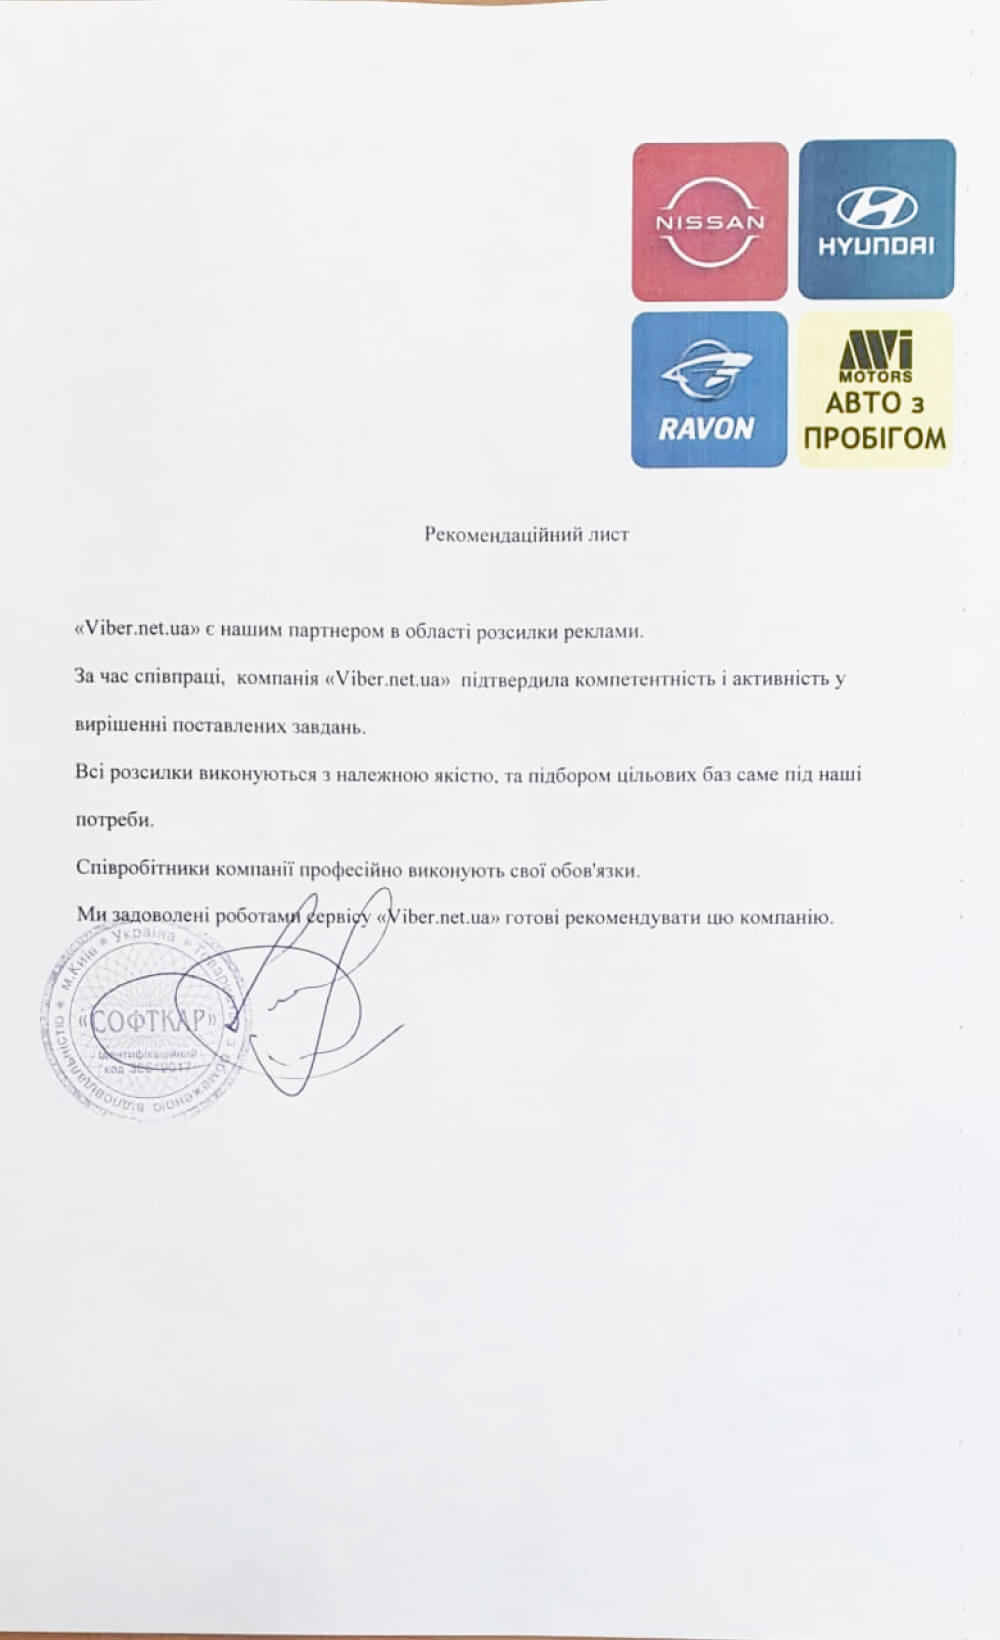 NISSAN
HYUNDAI
RAVON
AVi
MOTORS
АВТО з
ПРОБІГОМ
Рекомендаційний лист
«Viber.net.ua» є нашим партнером в області розсилки реклами.
За час співпраці, компанія «Viber.net.ua» підтвердила компетентність і активність у
вирішенні поставлених завдань.
Всі розсилки виконуються з належною якістю, та підбором цільових баз саме під наші
потреби.
Співробітники компанії професійно виконують свої обов'язки.
Ми задоволені роботами сервісу «Viber.net.ua» готові рекомендувати цю компанію.
м.Київ * Україна * Товариство з обмеженою відповідальністю *
«СОФТКАР»
Ідентифікаційний
код